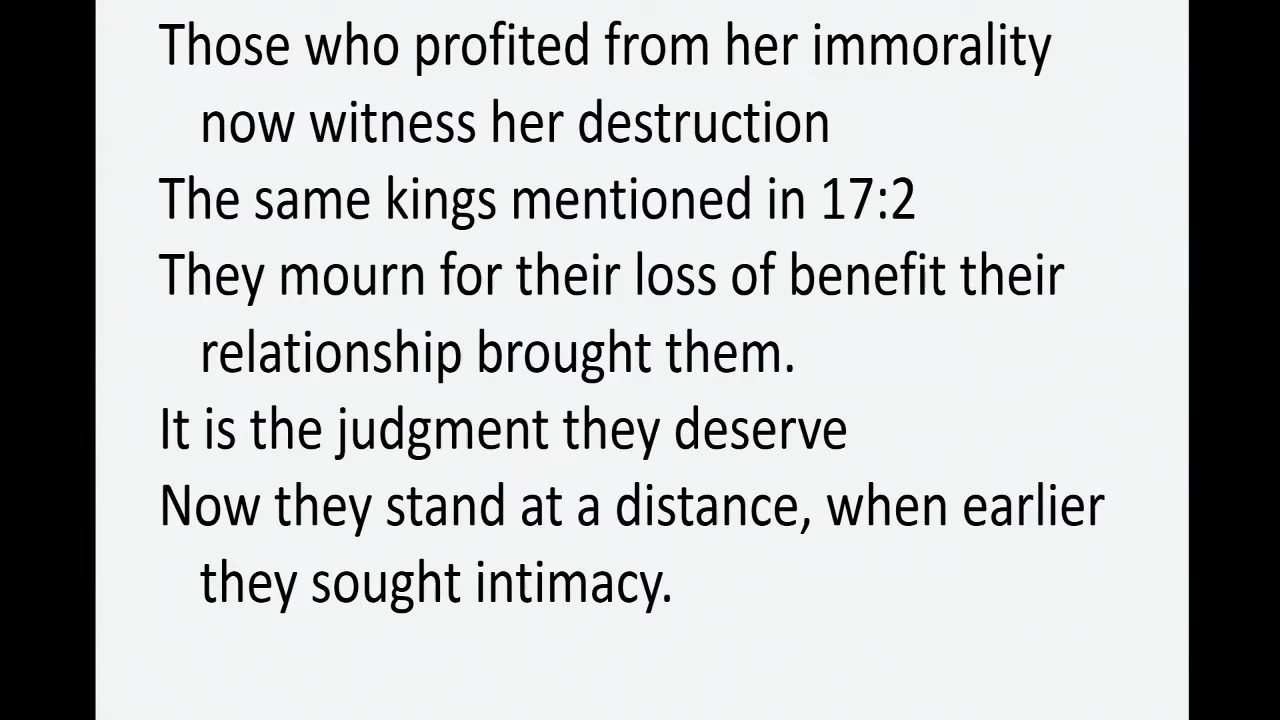 Those who profited from her immorality
now witness her destruction
The same kings mentioned in 17:2
They mourn for their loss of benefit their
relationship brought them.
It is the judgment they deserve
Now they stand at a distance, when earlier
they sought intimacy.